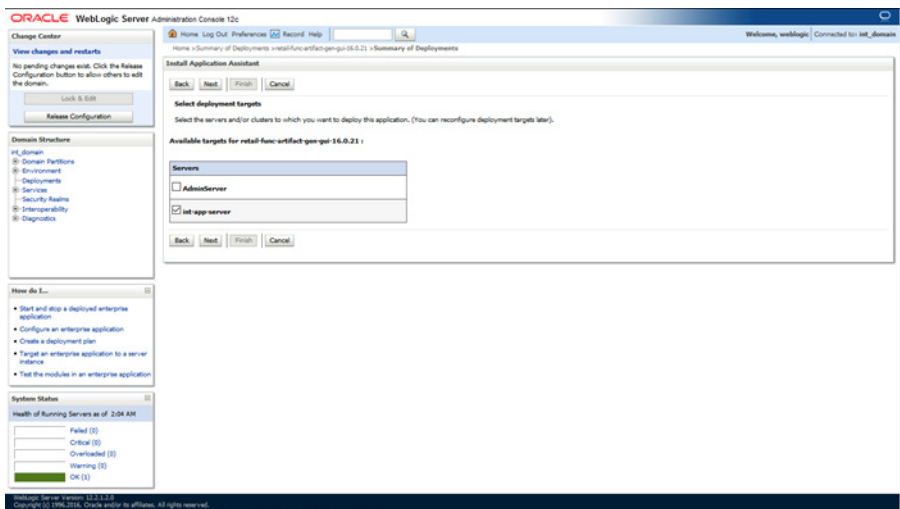 ORACLE WebLogic Server Administration Console 12c
Change Center
View changes and restarts
No pending changes exist. Click the Release
Configuration button to allow others to edit
the domain.
Lock & Edit
Release Configuration
Domain Structure
int_domain
Domain Partitions
Environment
Deployments
Services
Security Realms
Interoperability
Diagnostics
How do I...
Start and stop a deployed enterprise
application
Configure an enterprise application
Create a deployment plan
Target an enterprise application to a server
instance
Test the modules in an enterprise application
System Status
Health of Running Servers as of 2:04 AM
Failed (0)
Critical (0)
Overloaded (0)
Warning (0)
OK (1)
Home Log Out Preferences Record Help
Welcome, weblogic Connected to: int_domain
Home >Summary of Deployments >retail-func-artifact-gen-gui-16.0.21 >Summary of Deployments
Install Application Assistant
Back Next Finish Cancel
Select deployment targets
Select the servers and/or clusters to which you want to deploy this application. (You can reconfigure deployment targets later).
Available targets for retail-func-artifact-gen-gui-16.0.21 :
Servers
AdminServer
int-app-server
Back Next Finish Cancel
WebLogic Server Version: 12.2.1.2.0
Copyright (c) 1996,2016, Oracle and/or its affiliates. All rights reserved.